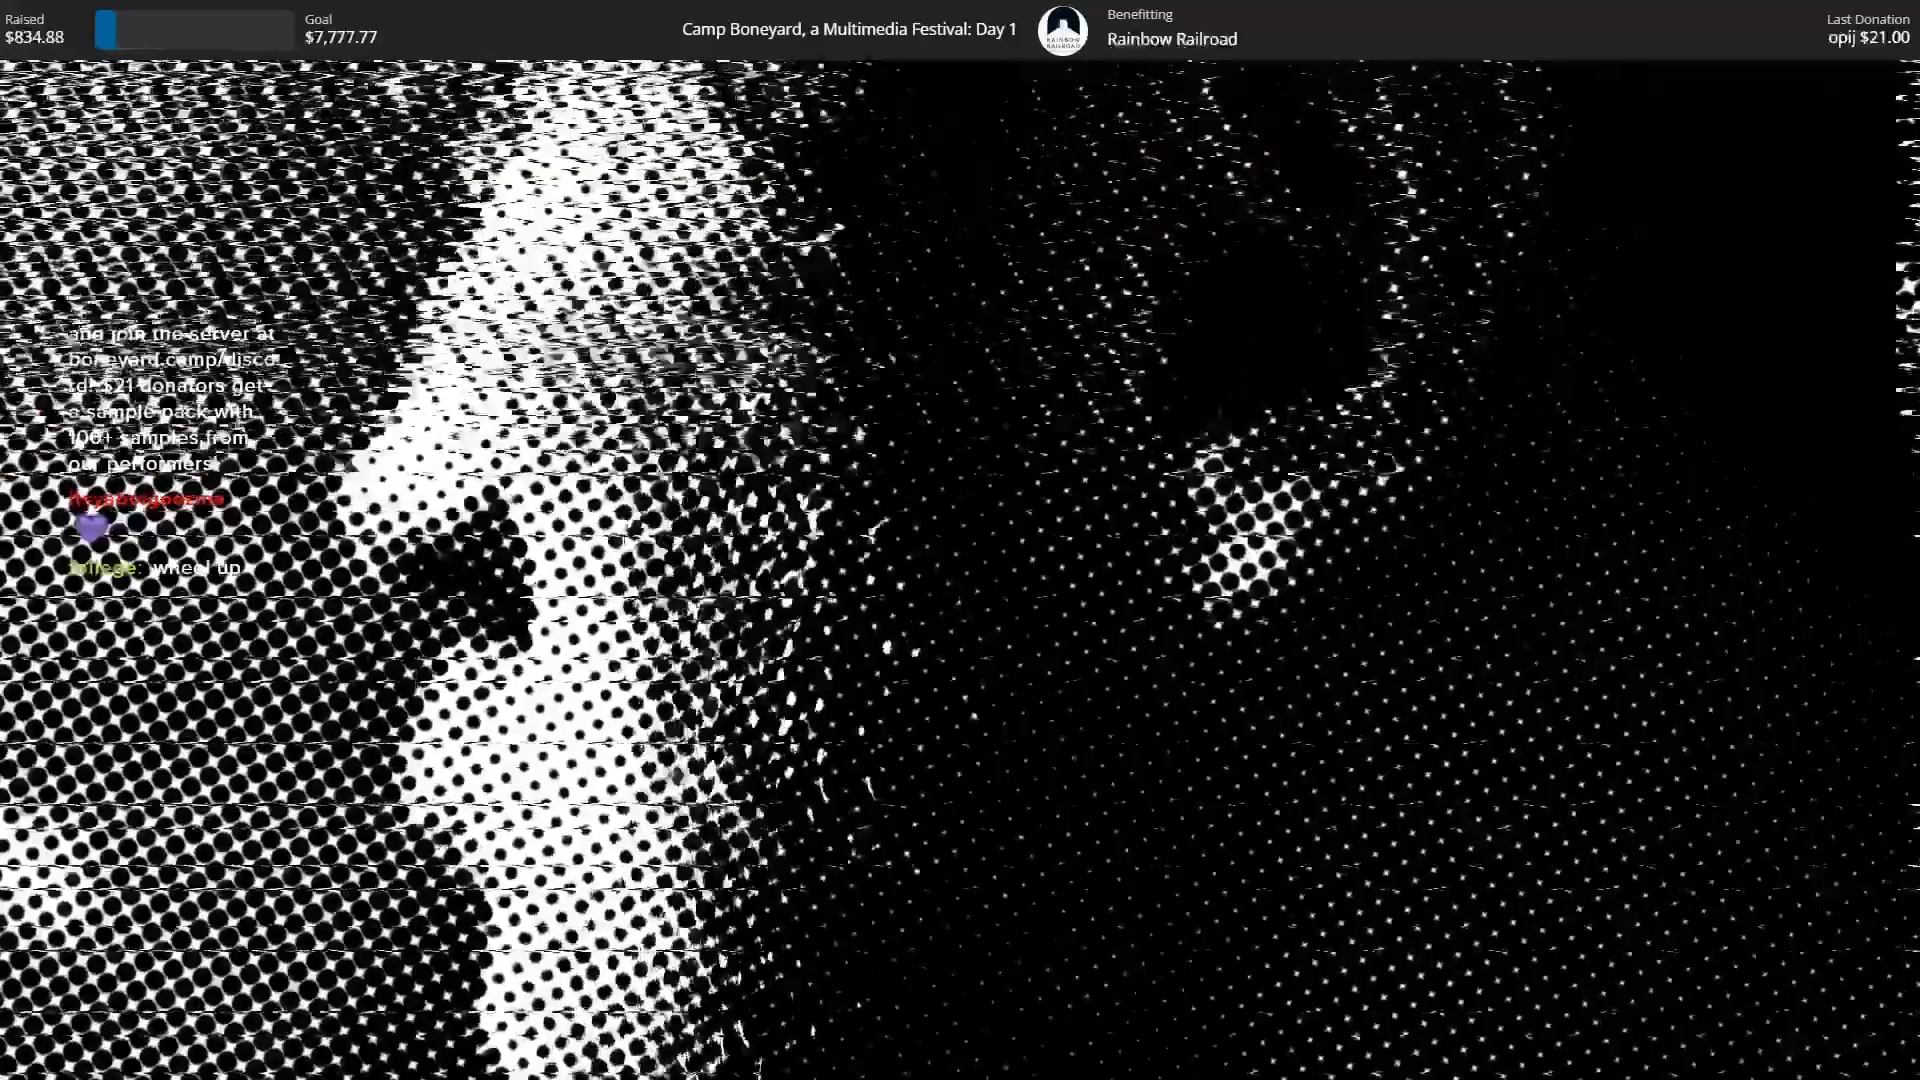 Raised
$834.88
Goal
$7,777.77
Camp Boneyard, a Multimedia Festival: Day 1
RAINBOW
RAILROAD
Benefitting
Rainbow Railroad
Last Donation
opij $21.00
and join the server at
boneyard.camp/disco
rd! $21 donators get
a sample pack with
100+ samples from
our performers!
wheel up